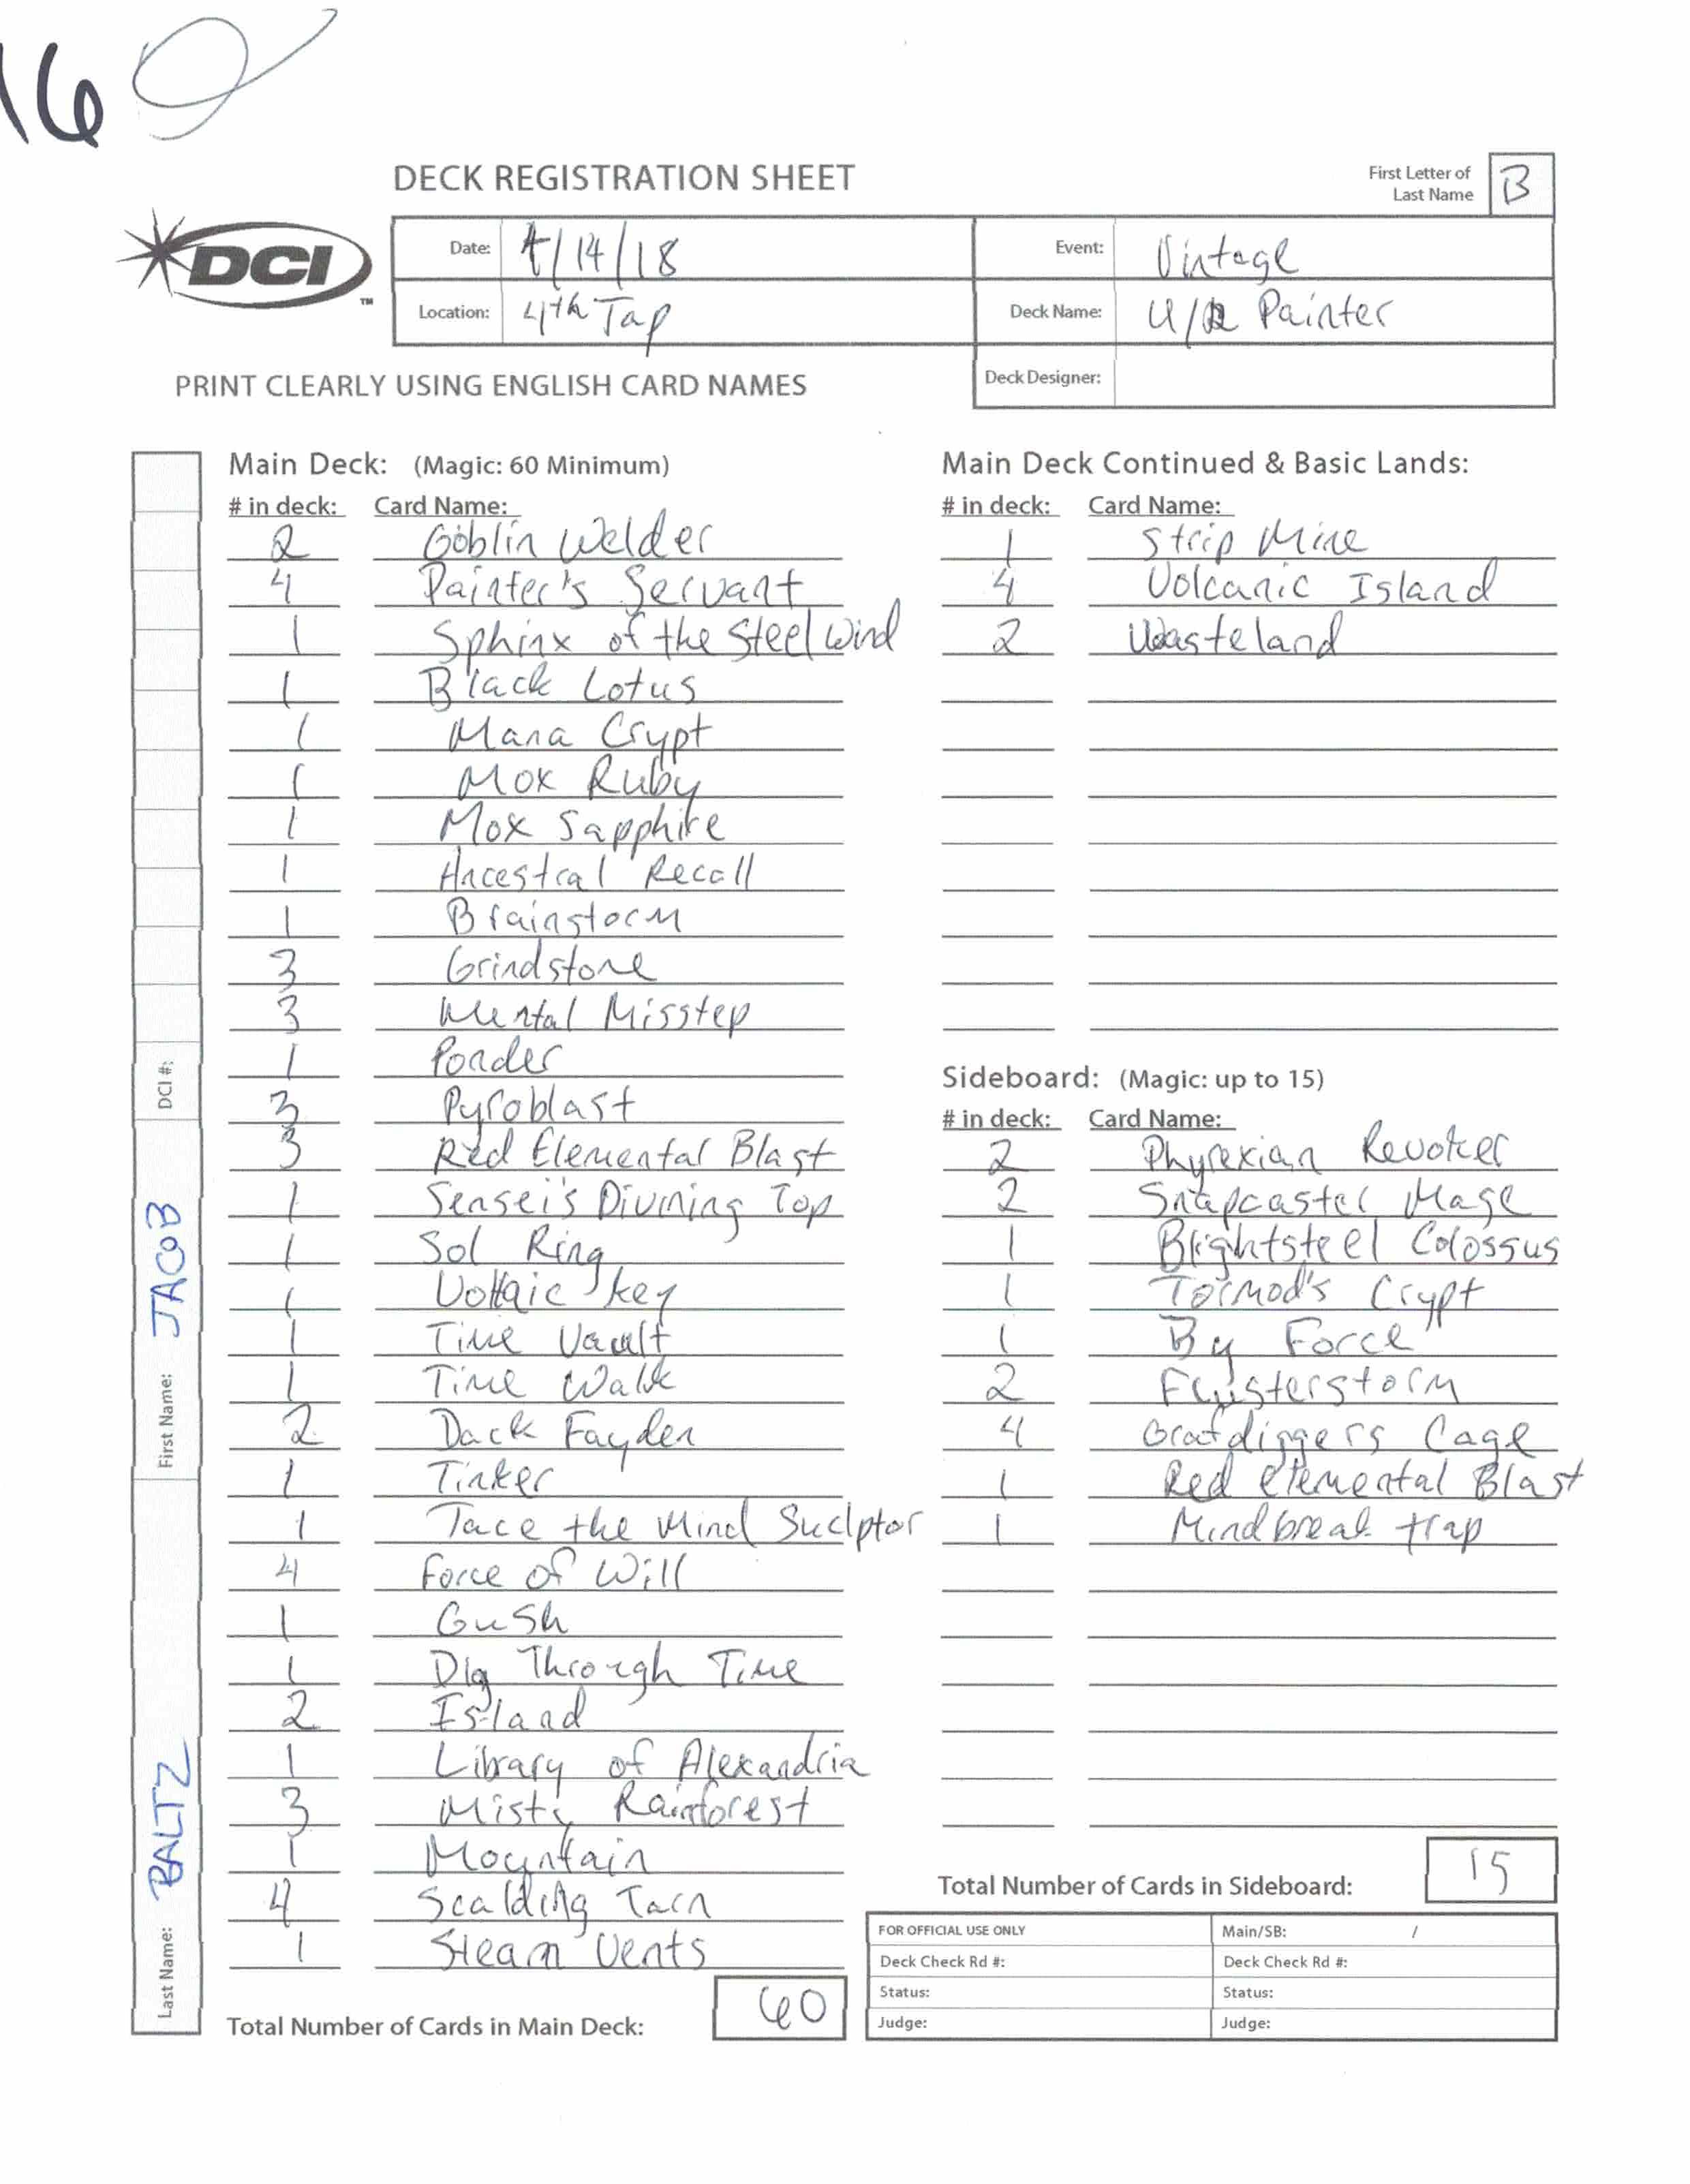 16
DECK REGISTRATION SHEET
First Letter of
Last Name
B
DCI
TM
Date: 4/14/18
Event: Vintage
Location: 4th Tap
Deck Name: U/R Painter
PRINT CLEARLY USING ENGLISH CARD NAMES
Deck Designer:
Main Deck: (Magic: 60 Minimum)
# in deck: Card Name:
2 Goblin Welder
4 Painter's Servant
1 Sphinx of the Steel Wind
1 Black Lotus
1 Mana Crypt
1 Mox Ruby
1 Mox Sapphire
1 Ancestral Recall
1 Brainstorm
3 Grindstone
3 Mental Misstep
1 Ponder
3 Pyroblast
3 Red Elemental Blast
1 Sensei's Divining Top
1 Sol Ring
1 Voltaic Key
1 Time Vault
1 Time Walk
2 Dack Fayden
1 Tinker
1 Jace the Mind Suclptor
4 Force of Will
1 Gush
1 Dig Through Time
2 Island
1 Library of Alexandria
3 Misty Rainforest
1 Mountain
4 Scalding Tarn
1 Steam Vents
Total Number of Cards in Main Deck: 60
Main Deck Continued & Basic Lands:
# in deck: Card Name:
1 Strip Mine
4 Volcanic Island
2 Wasteland
Sideboard: (Magic: up to 15)
# in deck: Card Name:
2 Phyrexian Revoker
2 Snapcaster Mage
1 Blightsteel Colossus
1 Tormod's Crypt
1 By Force
2 Flusterstorm
4 Grafdiggers Cage
1 Red elemental Blast
1 Mindbreak trap
Total Number of Cards in Sideboard: 15
FOR OFFICIAL USE ONLY
Main/SB: /
Deck Check Rd #:
Deck Check Rd #:
Status:
Status:
Judge:
Judge:
DCI #:
First Name: JACOB
Last Name: BALTZ